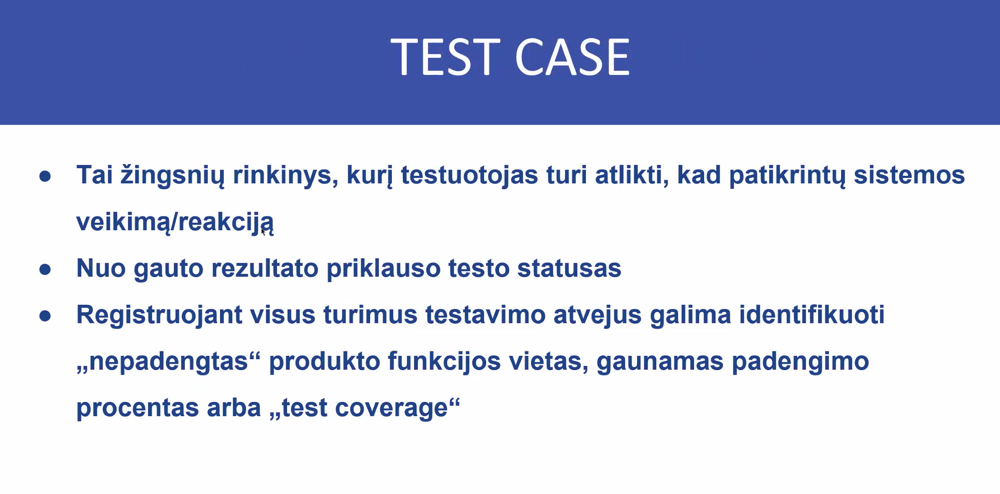 TEST CASE
● Tai žingsnių rinkinys, kurį testuotojas turi atlikti, kad patikrintų sistemos
veikimą/reakciją
● Nuo gauto rezultato priklauso testo statusas
● Registruojant visus turimus testavimo atvejus galima identifikuoti
„nepadengtas“ produkto funkcijos vietas, gaunamas padengimo
procentas arba „test coverage“